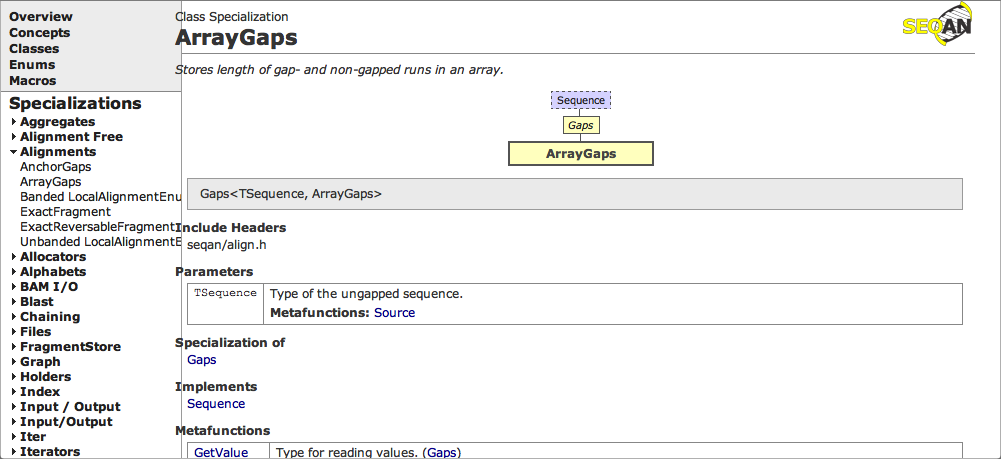 Overview
Concepts
Classes
Enums
Macros
Specializations
Aggregates
Alignment Free
Alignments
AnchorGaps
ArrayGaps
Banded LocalAlignmentEnu
ExactFragment
ExactReversableFragment
Unbanded LocalAlignmentE
Allocators
Alphabets
BAM I/O
Blast
Chaining
Files
FragmentStore
Graph
Holders
Index
Input / Output
Input/Output
Iter
Iterators
Class Specialization
ArrayGaps
SEQAN
Stores length of gap- and non-gapped runs in an array.
Sequence
Gaps
ArrayGaps
Gaps<TSequence, ArrayGaps>
Include Headers
seqan/align.h
Parameters
TSequence Type of the ungapped sequence.
Metafunctions: Source
Specialization of
Gaps
Implements
Sequence
Metafunctions
GetValue Type for reading values. (Gaps)